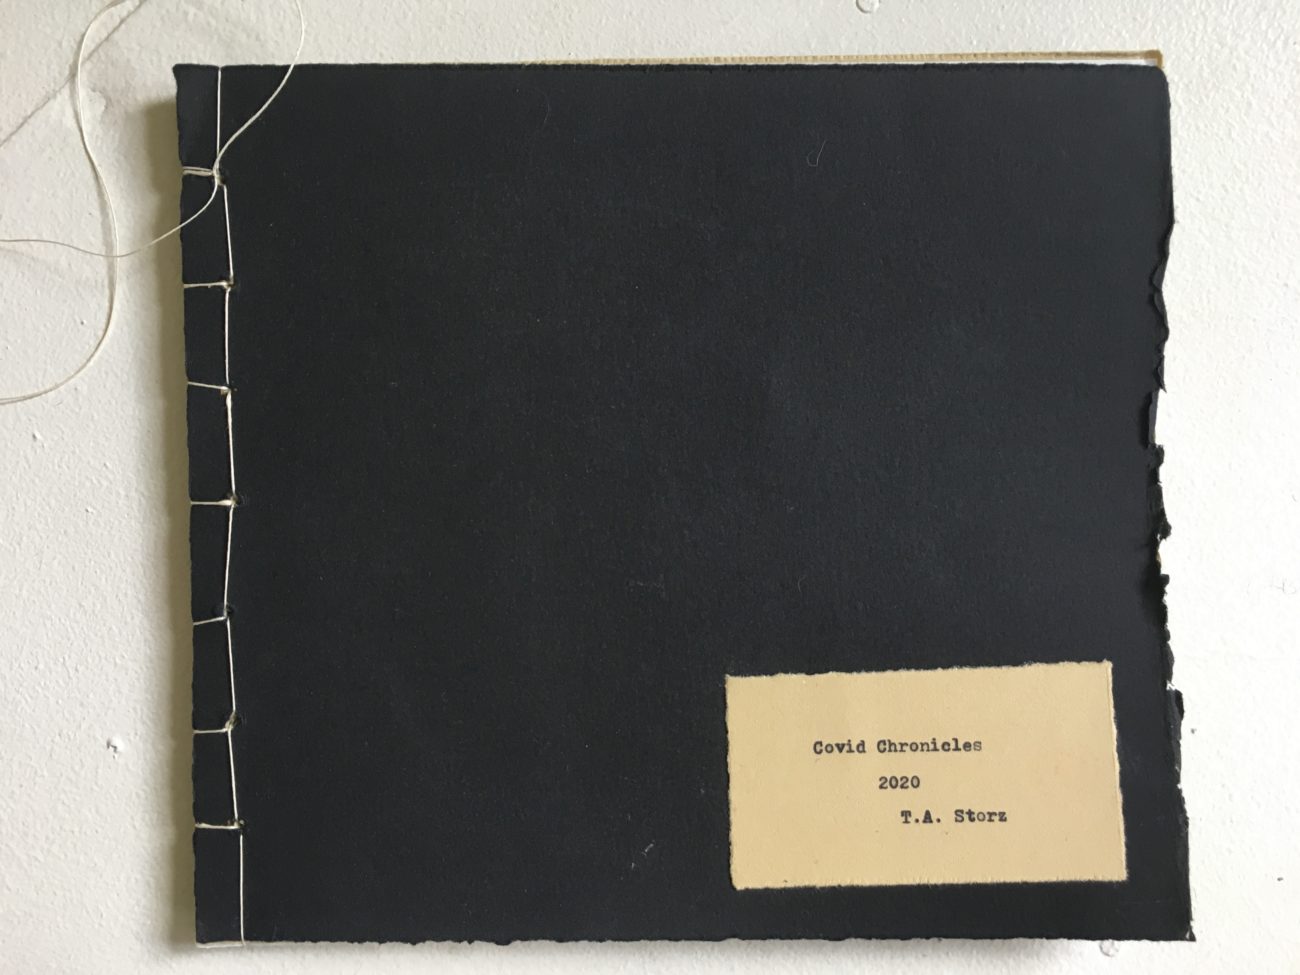 Covid Chronicles
2020
T.A. Storz